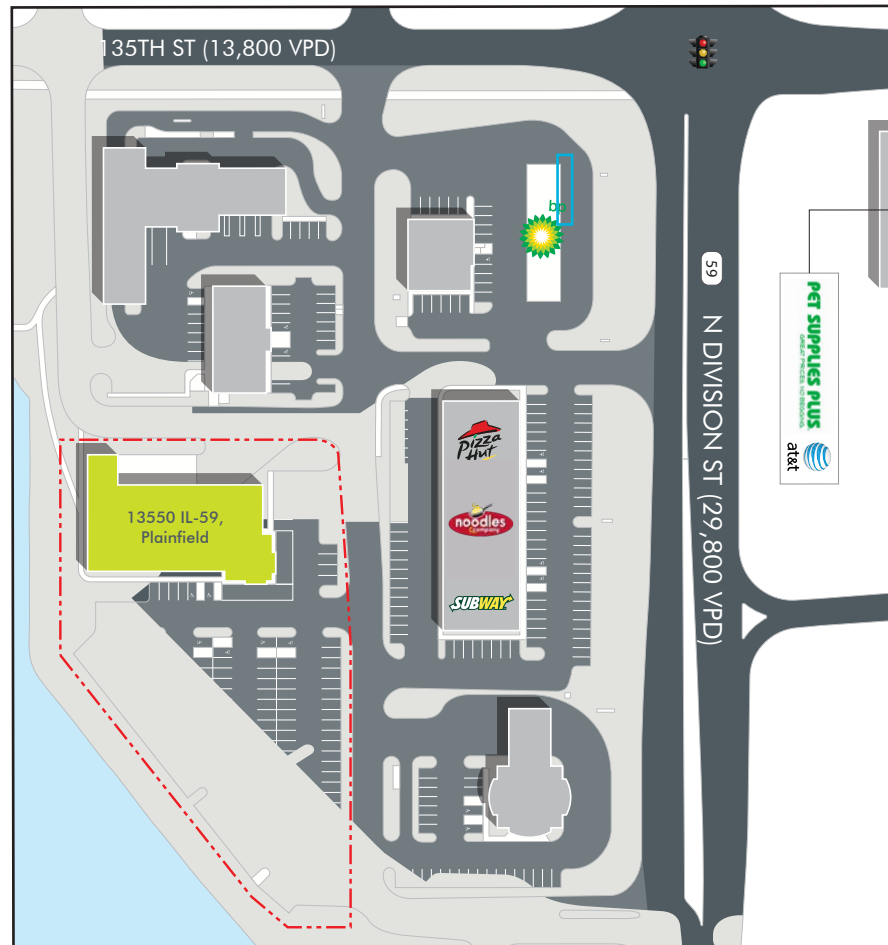 135TH ST (13,800 VPD)
bp
59
N DIVISION ST (29,800 VPD)
PET SUPPLIES PLUS
at&t
Pizza
Hut
noodles
& company
SUBWAY
13550 IL-59,
Plainfield